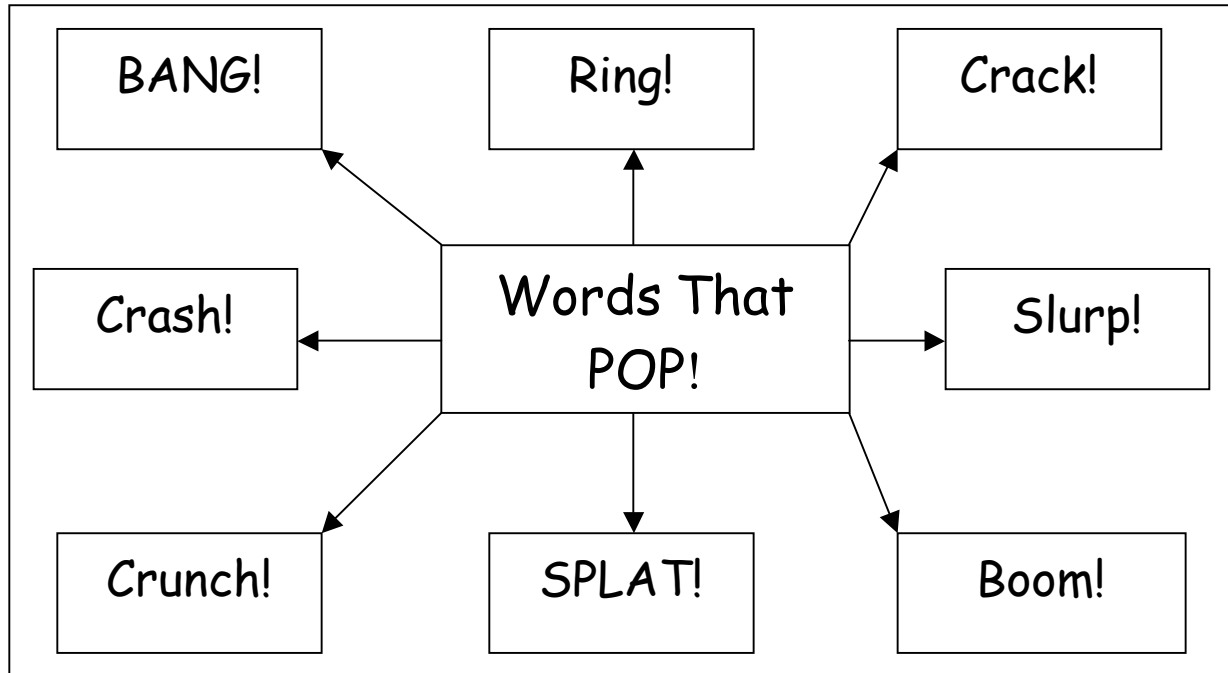 BANG!
Ring!
Crack!
Crash!
Words That
POP!
Slurp!
Crunch!
SPLAT!
Boom!